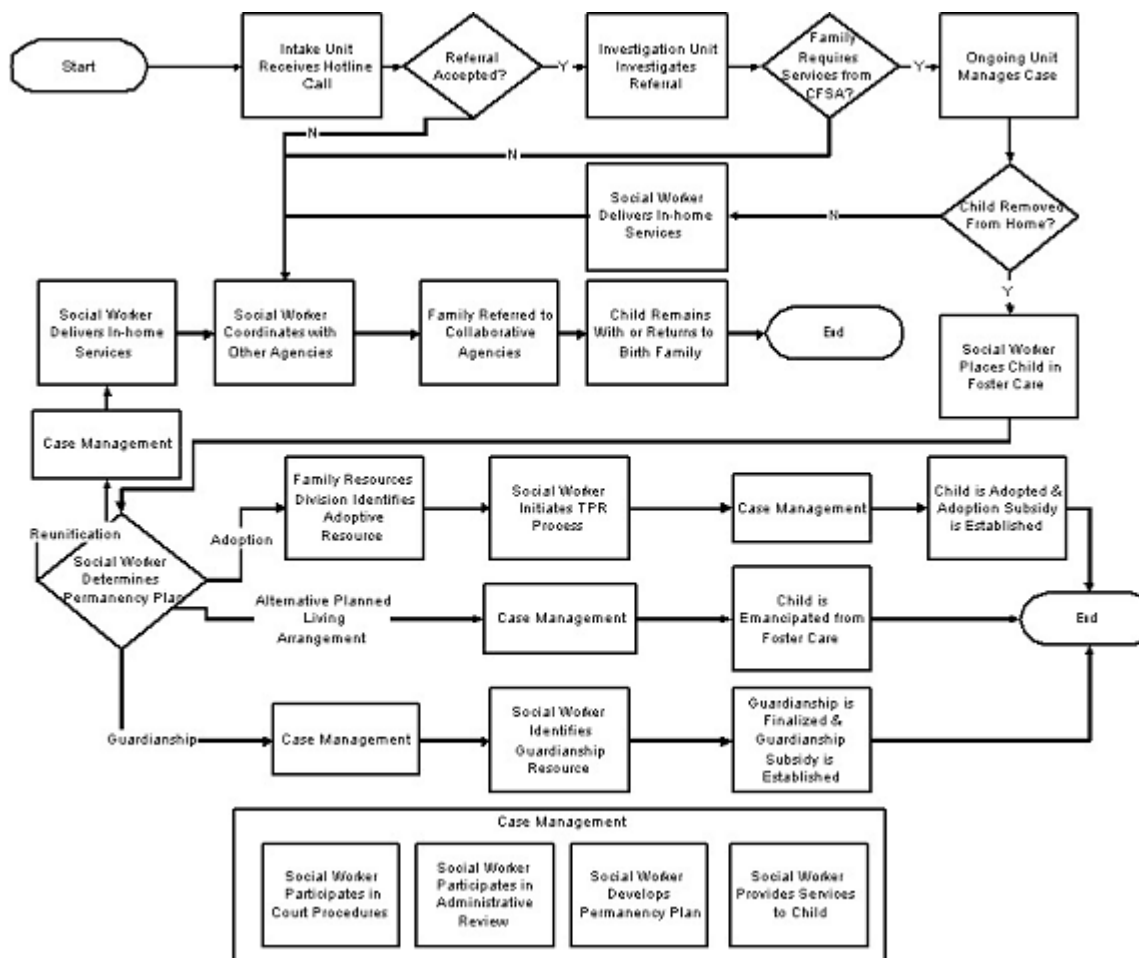 Start
Intake Unit
Receives Hotline
Call
Referral
Accepted?
Y
Investigation Unit
Investigates
Referral
Family
Requires
Services from
CFSA?
Y
Ongoing Unit
Manages Case
N
N
Social Worker
Delivers In-home
Services
N
Child Removed
From Home?
Y
Social Worker
Delivers In-home
Services
Social Worker
Coordinates with
Other Agencies
Family Referred to
Collaborative
Agencies
Child Remains
With or Returns to
Birth Family
End
Social Worker
Places Child in
Foster Care
Case Management
Reunification
Social Worker
Determines
Permanency Plan
Adoption
Family Resources
Division Identifies
Adoptive
Resource
Social Worker
Initiates TPR
Process
Case Management
Child is Adopted &
Adoption Subsidy
is Established
Alternative Planned
Living
Arrangement
Case Management
Child is
Emancipated from
Foster Care
End
Guardianship
Case Management
Social Worker
Identifies
Guardianship
Resource
Guardianship is
Finalized &
Guardianship
Subsidy is
Established
Case Management
Social Worker
Participates in
Court Procedures
Social Worker
Participates in
Administrative
Review
Social Worker
Develops
Permanency Plan
Social Worker
Provides Services
to Child